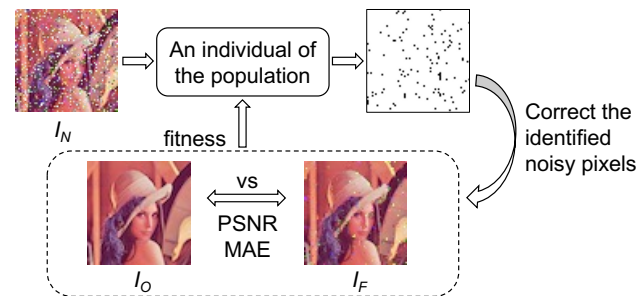 An individual of
the population
I_N
fitness
Correct the
identified
noisy pixels
vs
PSNR
MAE
I_O
I_F